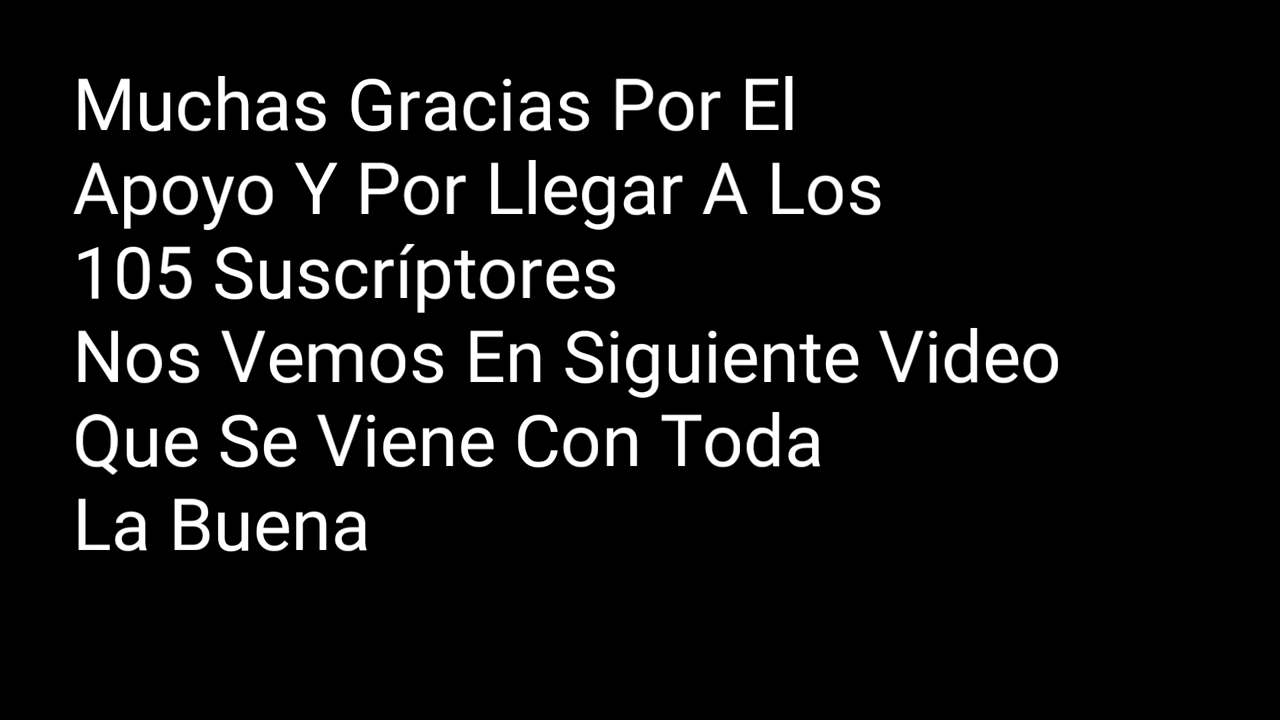 Muchas Gracias Por El
Apoyo Y Por Llegar A Los
105 Suscríptores
Nos Vemos En Siguiente Video
Que Se Viene Con Toda
La Buena